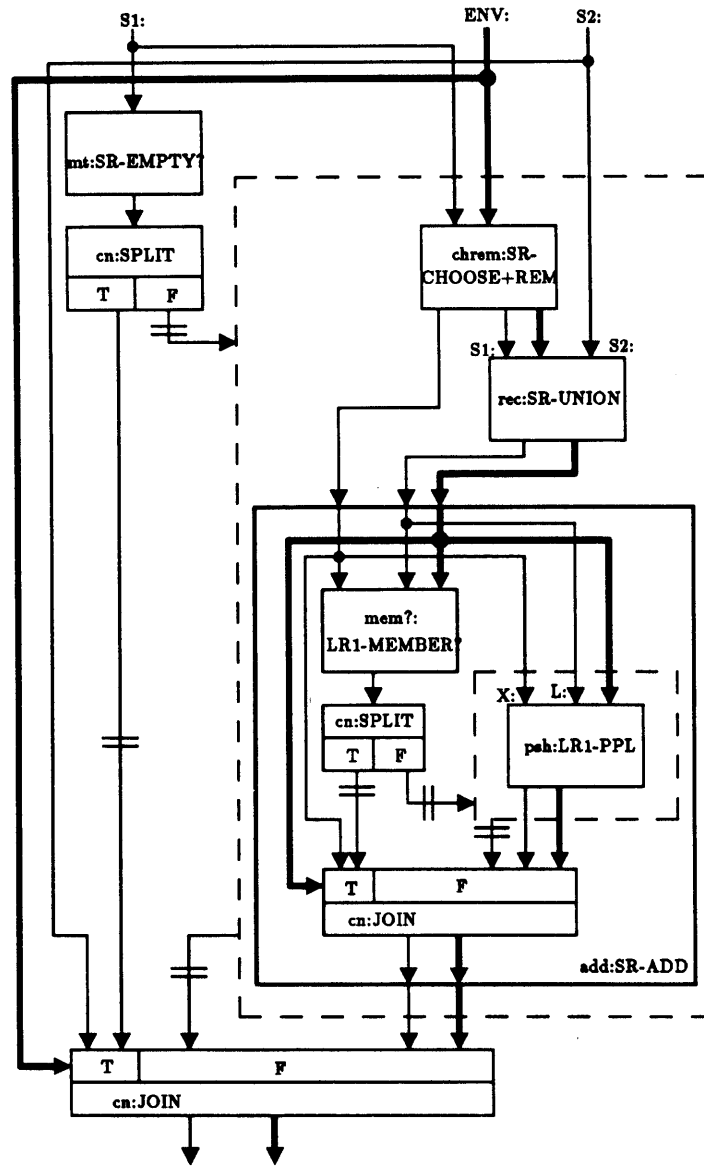 S1: ENV: S2:
mt:SR-EMPTY?
cn:SPLIT
T F
chrem:SR-
CHOOSE+REM
S1: S2:
rec:SR-UNION
mem?:
LR1-MEMBER?
X: L:
cn:SPLIT
T F
psh:LR1-PPL
T F
cn:JOIN
add:SR-ADD
T F
cn:JOIN